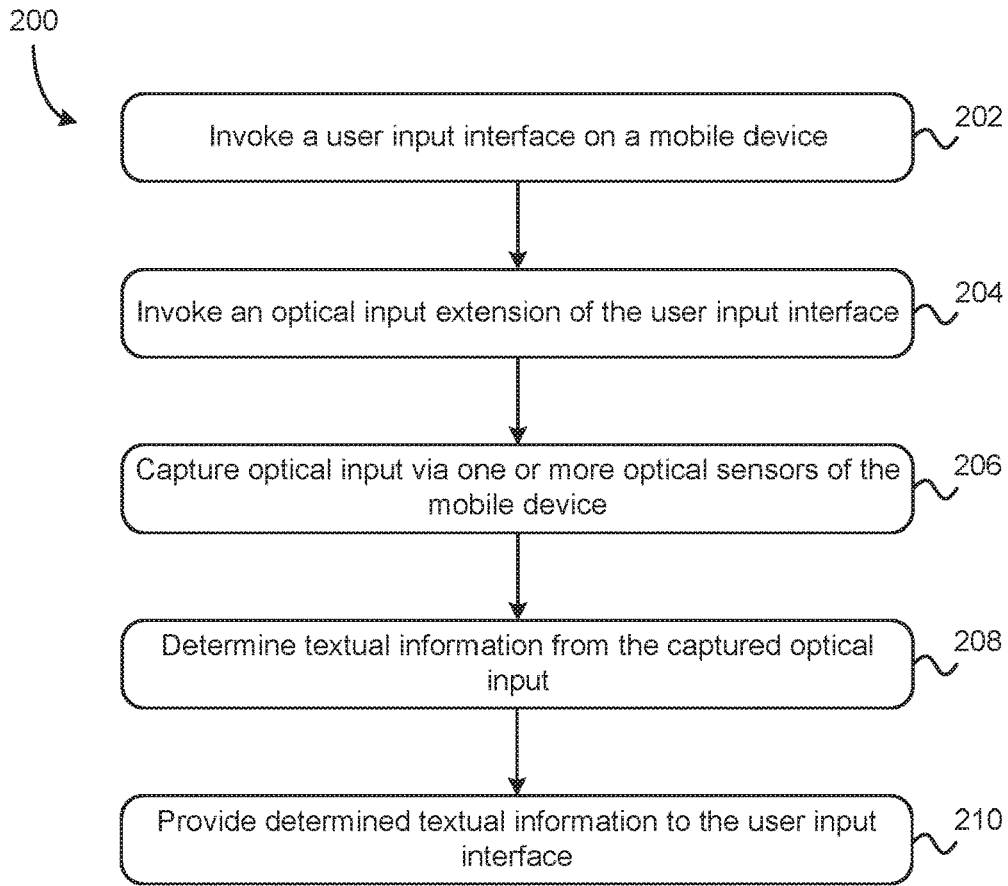 200
Invoke a user input interface on a mobile device
202
Invoke an optical input extension of the user input interface
204
Capture optical input via one or more optical sensors of the
mobile device
206
Determine textual information from the captured optical
input
208
Provide determined textual information to the user input
interface
210